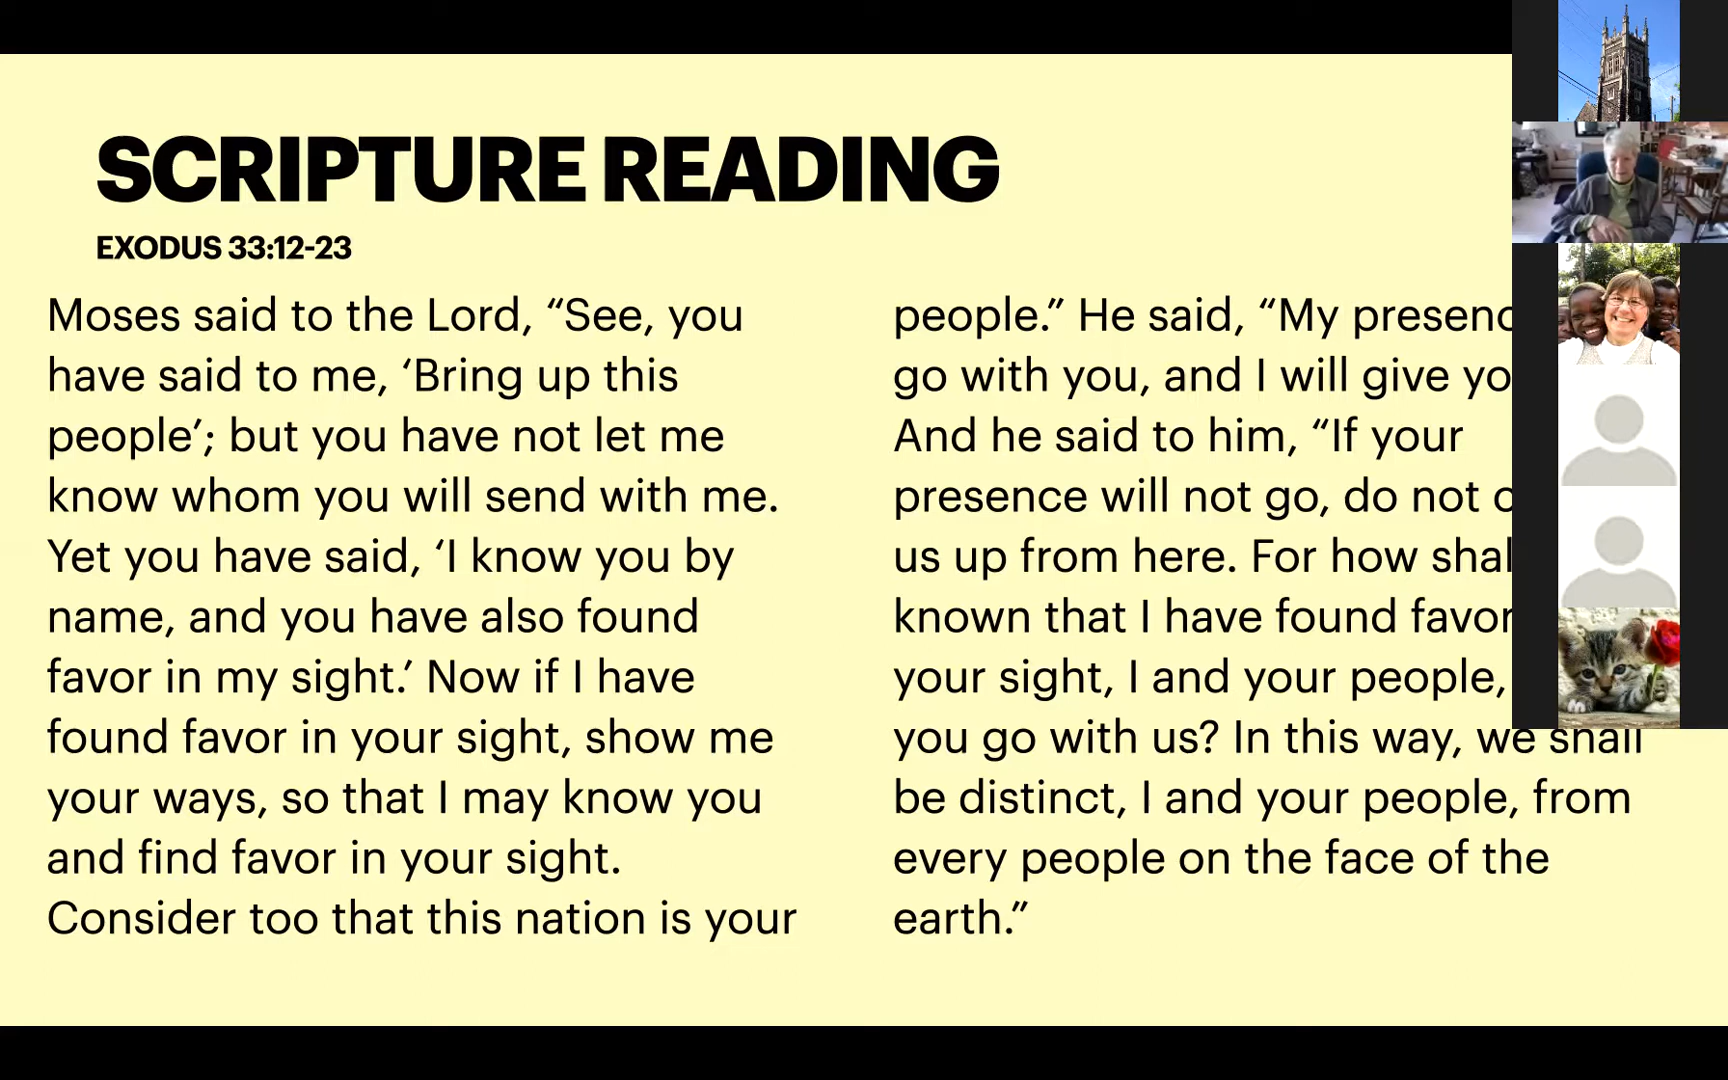 SCRIPTURE READING
EXODUS 33:12-23
Moses said to the Lord, “See, you
have said to me, ‘Bring up this
people’; but you have not let me
know whom you will send with me.
Yet you have said, ‘I know you by
name, and you have also found
favor in my sight.’ Now if I have
found favor in your sight, show me
your ways, so that I may know you
and find favor in your sight.
Consider too that this nation is your
people.” He said, “My
go with you, and I will give
And he said to him, “If your
presence will not go, do not
us up from here. For how
known that I have found favor
your sight, I and your people,
you go with us? In this way, we shall
be distinct, I and your people, from
every people on the face of the
earth.”